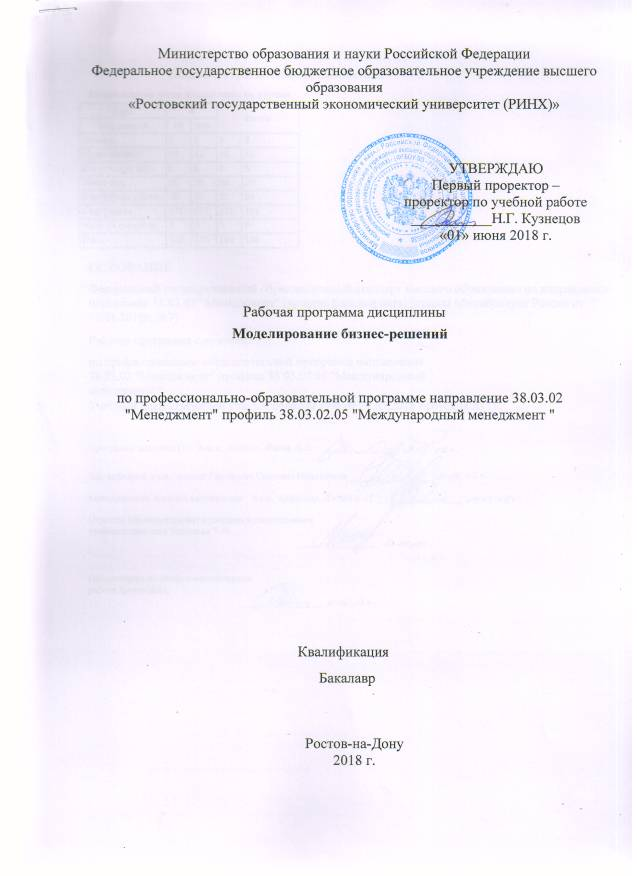 Министерство образования и науки Российской Федерации
Федеральное государственное бюджетное образовательное учреждение высшего
образования
«Ростовский государственный экономический университет (РИНХ)»
УТВЕРЖДАЮ
Первый проректор –
проректор по учебной работе
Н.Г. Кузнецов
«01» июня 2018 г.
Рабочая программа дисциплины
Моделирование бизнес-решений
по профессионально-образовательной программе направление 38.03.02
"Менеджмент" профиль 38.03.02.05 "Международный менеджмент "
Квалификация
Бакалавр
Ростов-на-Дону
2018 г.